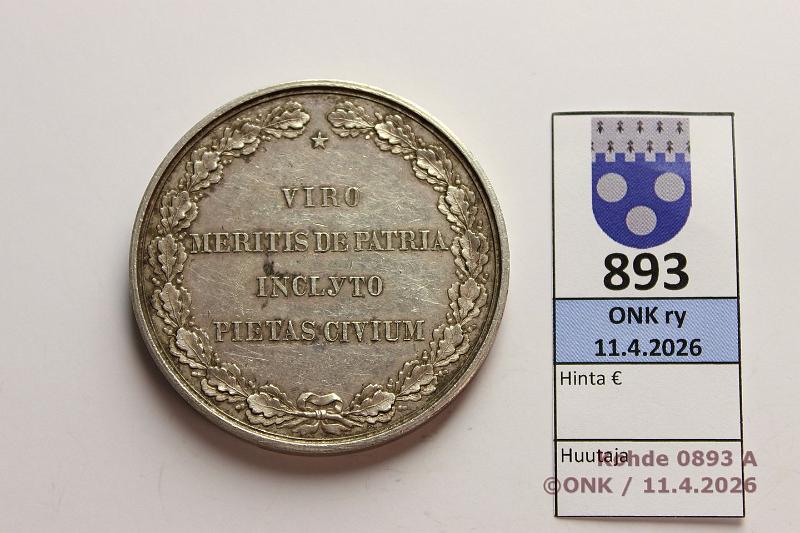 VIRO
MERITIS DE PATRIA
INCLYTO
PIETAS CIVIUM
893
ONK ry
11.4.2026
Hinta €
Huutaja
Kohde 0893 A
©ONK / 11.4.2026